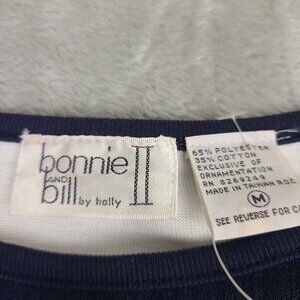 bonnie II
AND
bill by holly
65% POLYESTER
35% COTTON
EXCLUSIVE OF
ORNAMENTATION
RN 8269249
MADE IN TAIWAN R.O.C.
M
SEE REVERSE FOR CA